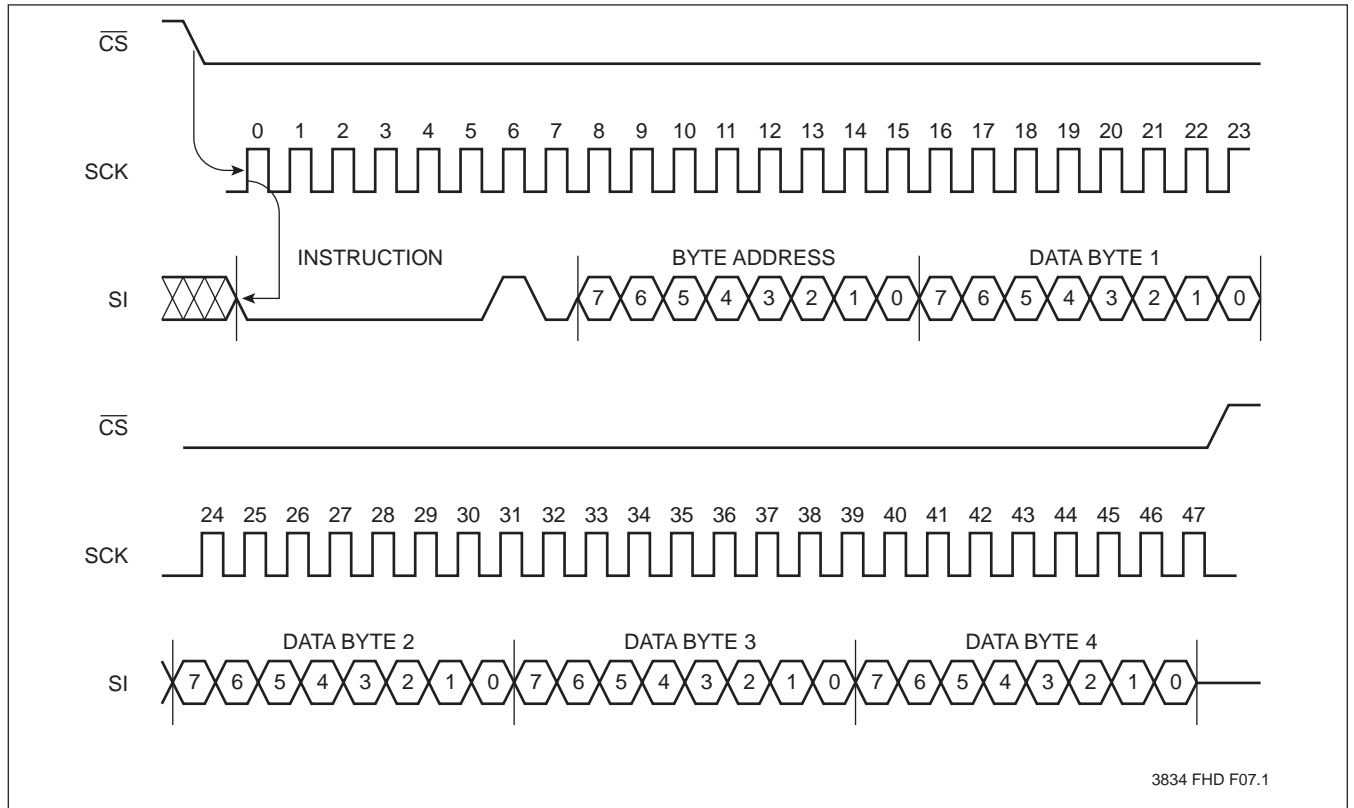 CS
0 1 2 3 4 5 6 7 8 9 10 11 12 13 14 15 16 17 18 19 20 21 22 23
SCK
INSTRUCTION BYTE ADDRESS DATA BYTE 1
SI 7 6 5 4 3 2 1 0 7 6 5 4 3 2 1 0
CS
24 25 26 27 28 29 30 31 32 33 34 35 36 37 38 39 40 41 42 43 44 45 46 47
SCK
DATA BYTE 2 DATA BYTE 3 DATA BYTE 4
SI 7 6 5 4 3 2 1 0 7 6 5 4 3 2 1 0 7 6 5 4 3 2 1 0
3834 FHD F07.1